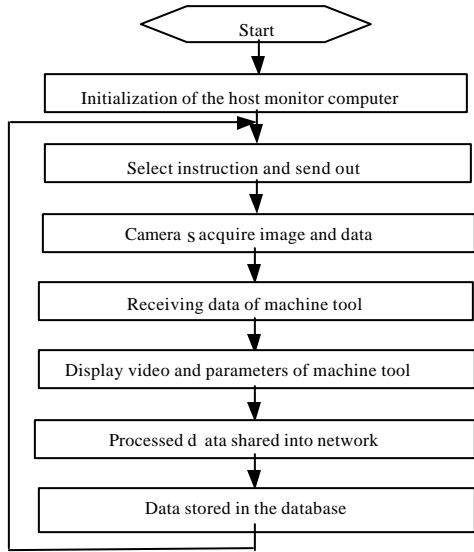 Start
Initialization of the host monitor computer
Select instruction and send out
Camera s acquire image and data
Receiving data of machine tool
Display video and parameters of machine tool
Processed d ata shared into network
Data stored in the database